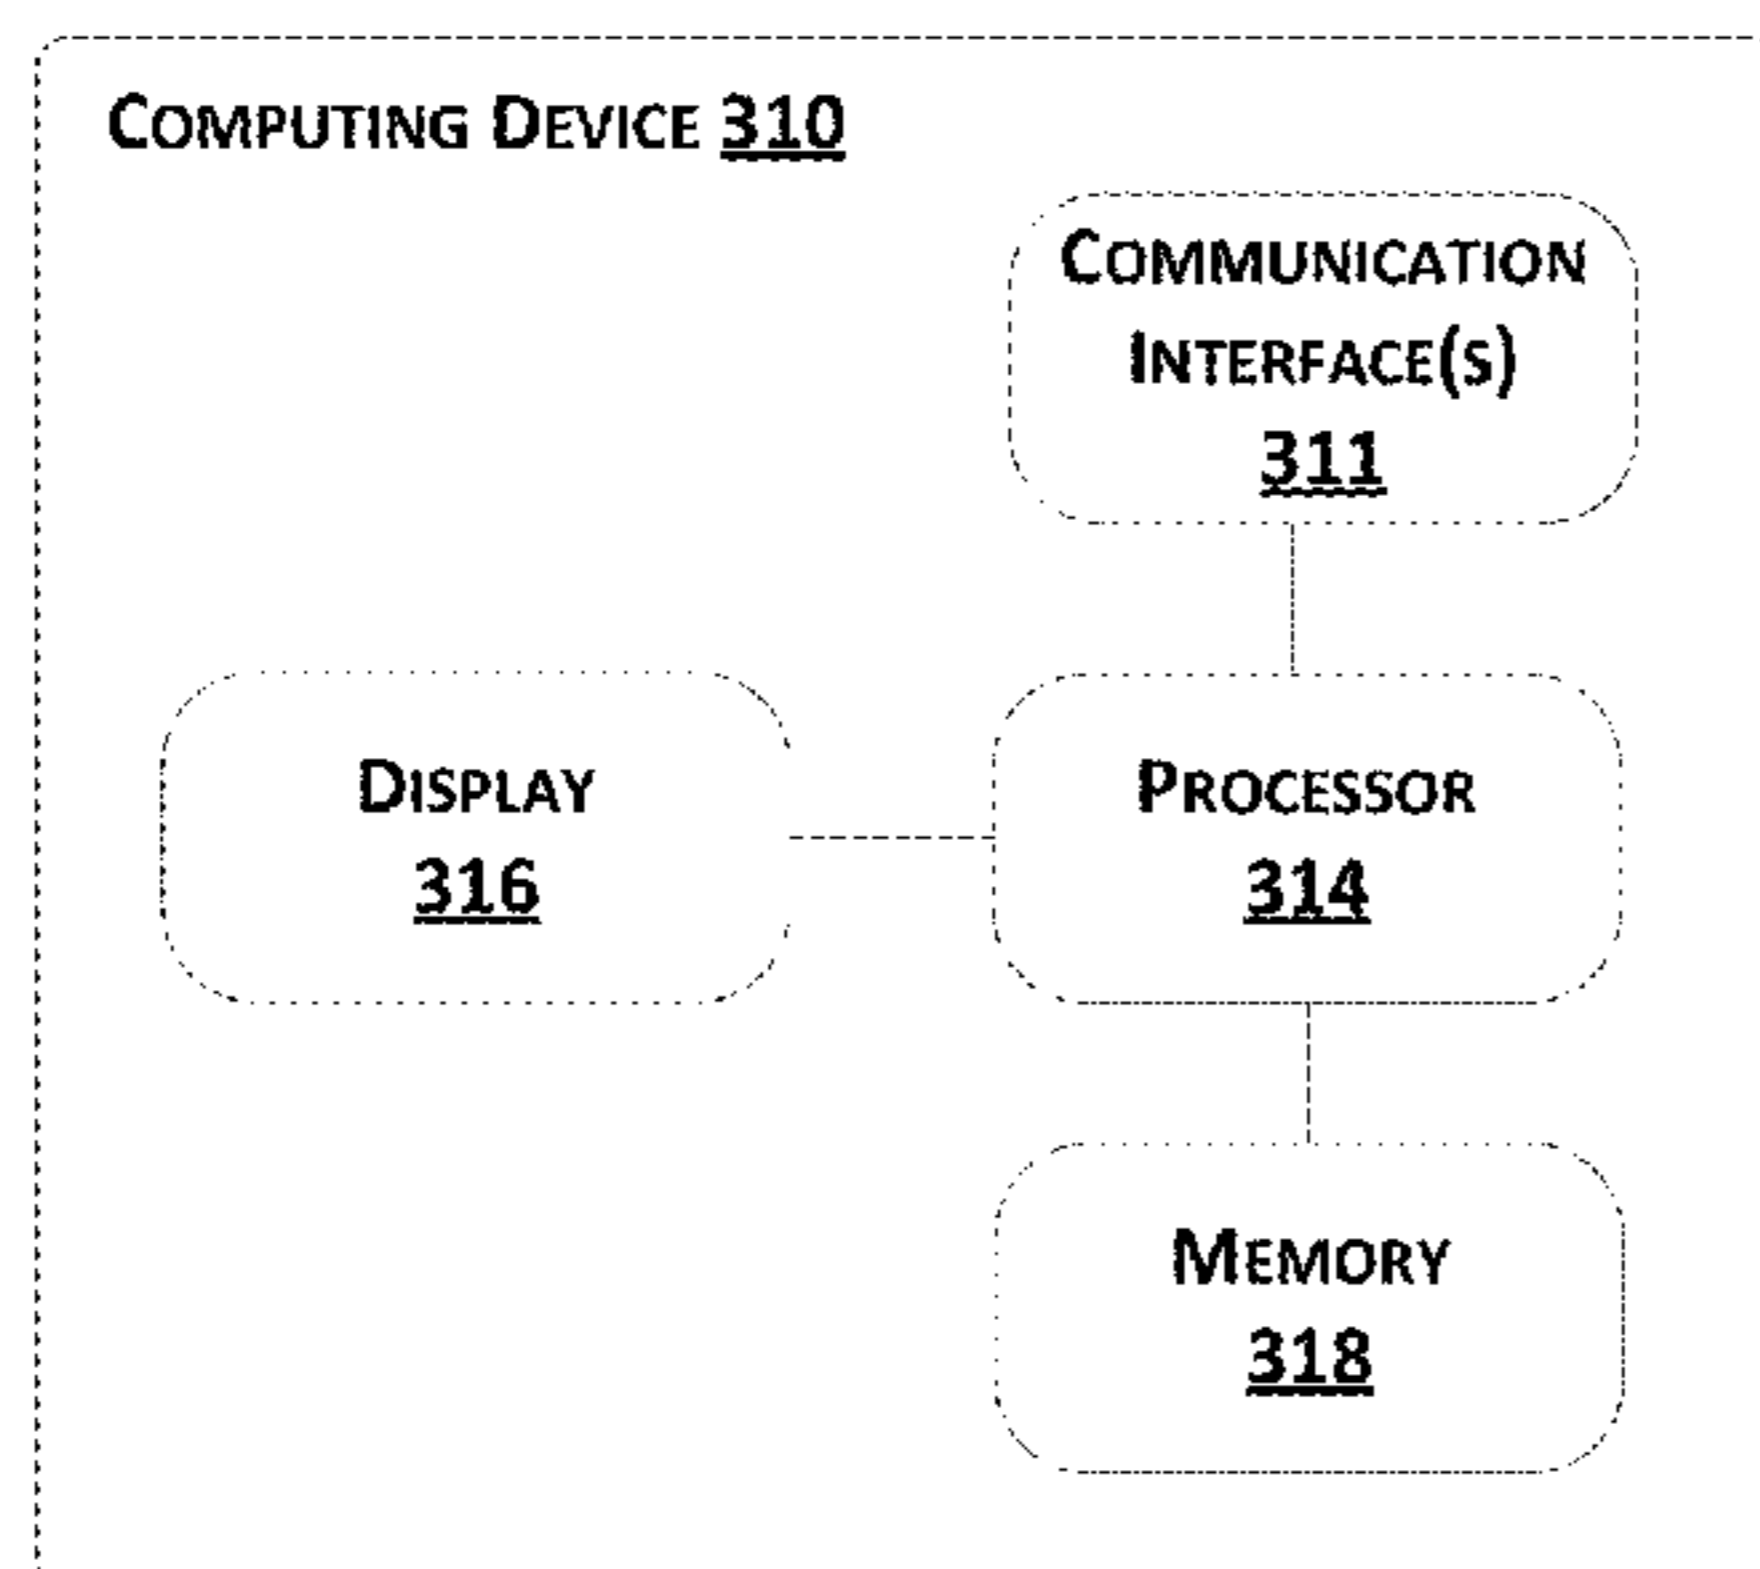 COMPUTING DEVICE 310
COMMUNICATION
INTERFACE(S)
311
DISPLAY
316
PROCESSOR
314
MEMORY
318